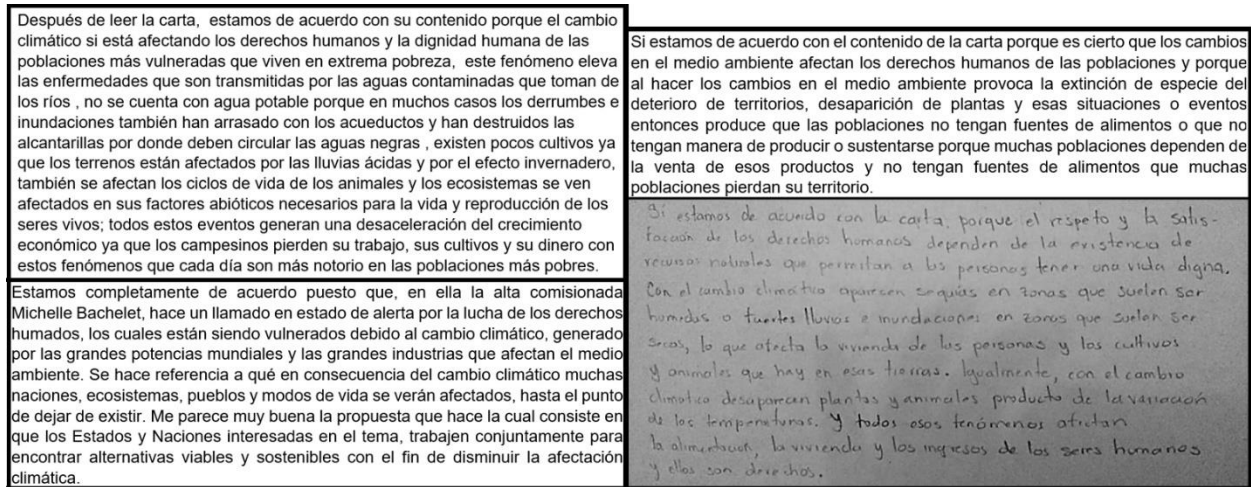 Después de leer la carta, estamos de acuerdo con su contenido porque el cambio
climático si está afectando los derechos humanos y la dignidad humana de las
poblaciones más vulneradas que viven en extrema pobreza, este fenómeno eleva
las enfermedades que son transmitidas por las aguas contaminadas que toman de
los ríos , no se cuenta con agua potable porque en muchos casos los derrumbes e
inundaciones también han arrasado con los acueductos y han destruidos las
alcantarillas por donde deben circular las aguas negras , existen pocos cultivos ya
que los terrenos están afectados por las lluvias ácidas y por el efecto invernadero,
también se afectan los ciclos de vida de los animales y los ecosistemas se ven
afectados en sus factores abióticos necesarios para la vida y reproducción de los
seres vivos; todos estos eventos generan una desaceleración del crecimiento
económico ya que los campesinos pierden su trabajo, sus cultivos y su dinero con
estos fenómenos que cada día son más notorio en las poblaciones más pobres.
Estamos completamente de acuerdo puesto que, en ella la alta comisionada
Michelle Bachelet, hace un llamado en estado de alerta por la lucha de los derechos
humados, los cuales están siendo vulnerados debido al cambio climático, generado
por las grandes potencias mundiales y las grandes industrias que afectan el medio
ambiente. Se hace referencia a qué en consecuencia del cambio climático muchas
naciones, ecosistemas, pueblos y modos de vida se verán afectados, hasta el punto
de dejar de existir. Me parece muy buena la propuesta que hace la cual consiste en
que los Estados y Naciones interesadas en el tema, trabajen conjuntamente para
encontrar alternativas viables y sostenibles con el fin de disminuir la afectación
climática.
Si estamos de acuerdo con el contenido de la carta porque es cierto que los cambios
en el medio ambiente afectan los derechos humanos de las poblaciones y porque
al hacer los cambios en el medio ambiente provoca la extinción de especie del
deterioro de territorios, desaparición de plantas y esas situaciones o eventos
entonces produce que las poblaciones no tengan fuentes de alimentos o que no
tengan manera de producir o sustentarse porque muchas poblaciones dependen de
la venta de esos productos y no tengan fuentes de alimentos que muchas
poblaciones pierdan su territorio.
Si estamos de acuerdo con la carta, porque el respeto y la satis-
facción de los derechos humanos dependen de la existencia de
recursos naturales que permitan a las personas tener una vida digna.
Con el cambio climático aparecen sequías en zonas que suelen ser
humedas o fuertes lluvias e inundaciones en zonas que suelen ser
secas, lo que afecta la vivienda de las personas y los cultivos
y animales que hay en esas tierras. Igualmente, con el cambio
climático desaparecen plantas y animales producto de la variación
de las temperaturas. Y todos esos fenómenos afectan
la alimentación, la vivienda y los ingresos de los seres humanos
y ellos son derechos.